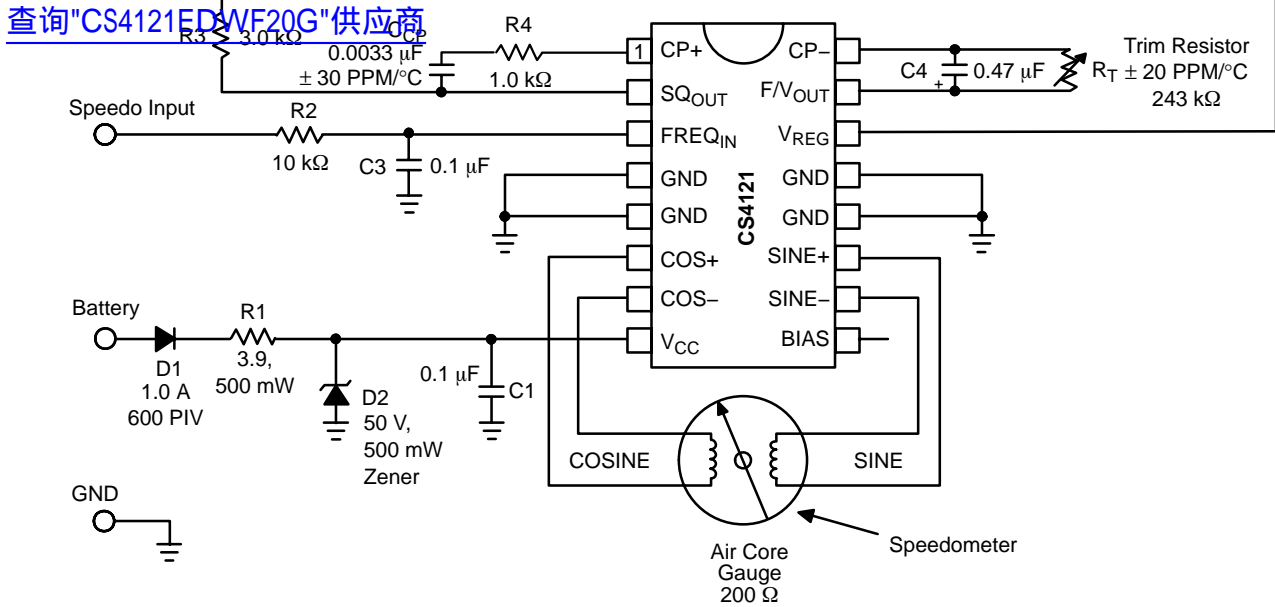 查询"CS4121EDWF20G"供应商
R3 3.0 kΩ
CCP
0.0033 μF
± 30 PPM/°C
R4
1.0 kΩ
Speedo Input
R2
10 kΩ
C3 0.1 μF
1
CP+
SQOUT
FREQIN
GND
GND
COS+
COS–
VCC
CS4121
CP–
F/VOUT
VREG
GND
GND
SINE+
SINE–
BIAS
C4 0.47 μF
+
Trim Resistor
RT ± 20 PPM/°C
243 kΩ
Battery
D1
1.0 A
600 PIV
R1
3.9,
500 mW
D2
50 V,
500 mW
Zener
0.1 μF
C1
GND
COSINE
SINE
Speedometer
Air Core
Gauge
200 Ω